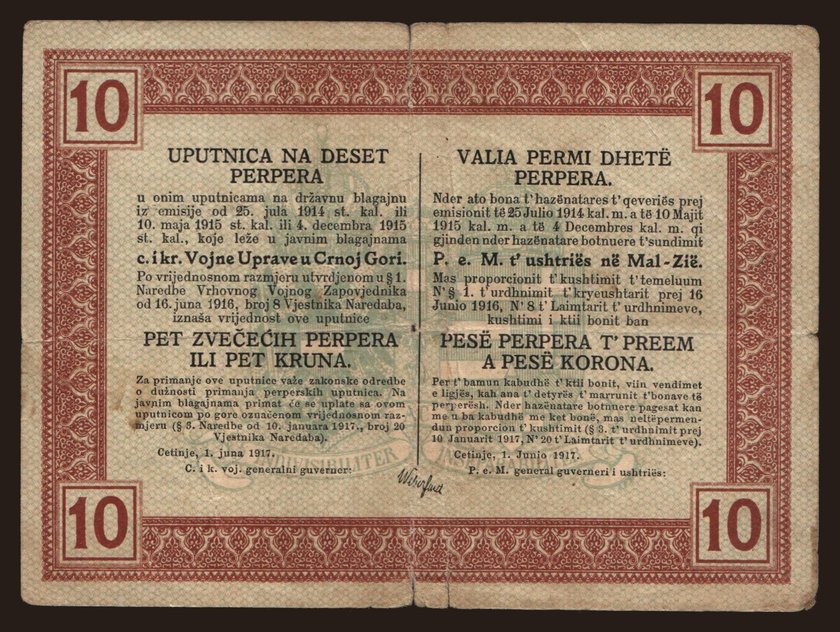 10
10
UPUTNICA NA DESET
PERPERA
u onim uputnicama na državnu blagajnu
iz emisije od 25. jula 1914 st. kal. ili
10. maja 1915 st. kal. ili 4. decembra 1915
st. kal., koje leže u javnim blagajnama
c. i kr. Vojne Uprave u Crnoj Gori.
Po vrijednosnom razmjeru utvrdjenom u § 1.
Naredbe Vrhovnog Vojnog Zapovjednika
od 16. juna 1916, broj 8 Vjestnika Naredaba,
iznaša vrijednost ove uputnice
PET ZVEČEĆIH PERPERA
ILI PET KRUNA.
Za primanje ove uputnice važe zakonske odredbe
o dužnosti primanja perperskih uputnica. Na
javnim blagajnama primat će se uplate sa ovom
uputnicom po gore označenom vrijednosnom raz-
mjeru (§ 3. Naredbe od 10. januara 1917., broj 20
Vjestnika Naredaba).
Cetinje, 1. juna 1917.
C. i k. voj. generalni guverner:
VALIA PERMI DHETË
PERPERA.
Nder ato bona t' hazënatares t' qeveriës prej
emisionit të 25 Julio 1914 kal. m. a të 10 Majit
1915 kal. m. a të 4 Decembres kal. m. qi
gjinden nder hazënatare botnuere t' sundimit
P. e. M. t' ushtriës në Mal-Zië.
Mas proporcionit t' kushtimit t' temeluum
N' § 1. t' urdhnimit t' kryeushtarit prej 16
Junio 1916, N' 8 t' Laimtarit t' urdhnimeve,
kushtimi i ktii bonit ban
PESË PERPERA T' PREEM
A PESË KORONA.
Per t' bamun kabudhë t' ktii bonit, viin vendimet
e ligjës, kah ana t' detyrës t' marrunit t' bonave të
perperësh. Nder hazënatare botnuere pagesat kan
me u ba kabudhë me ket bonë, mas neltëpermen-
dun proporcion t' kushtimit (§ 3. t' urdhnimit prej
10 Januarit 1917, N' 20 t' Laimtarit t' urdhnimeve).
Cetinje, 1. Junio 1917.
P. e M. general guverneri i ushtriës:
10
10